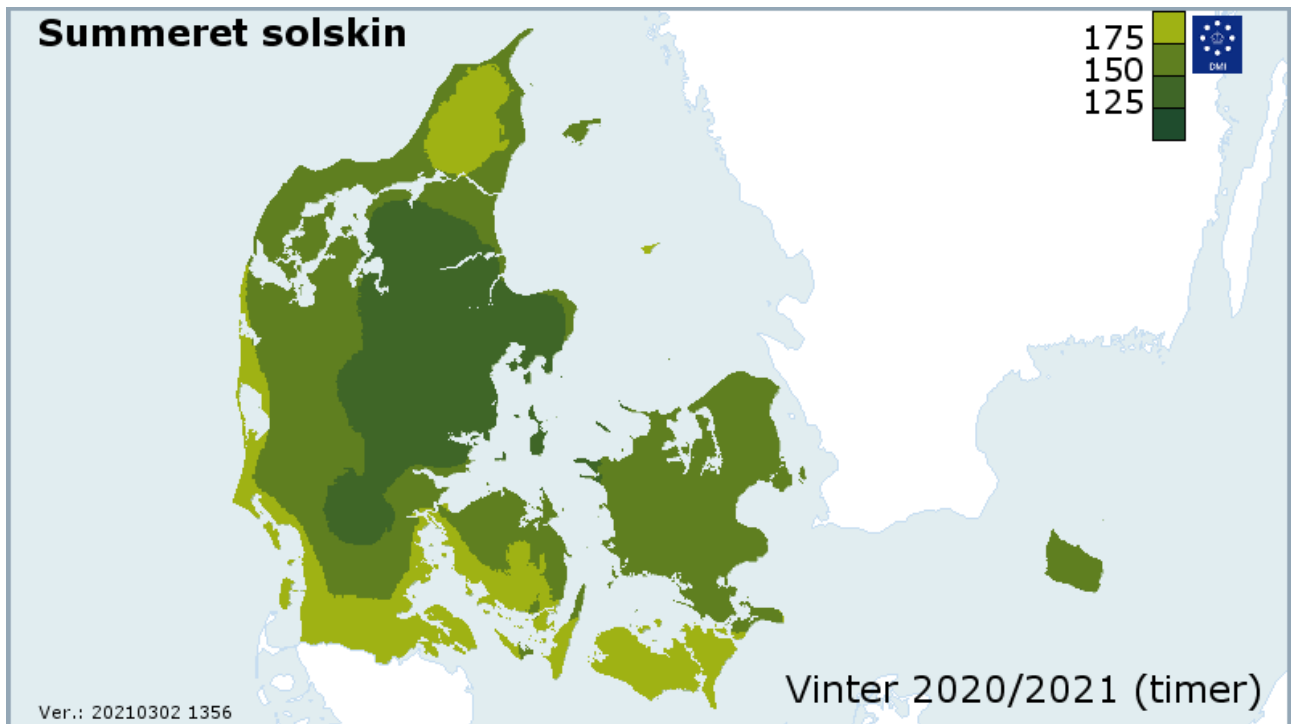 Summeret solskin
175
150
125
DMI
Vinter 2020/2021 (timer)
Ver.: 20210302 1356